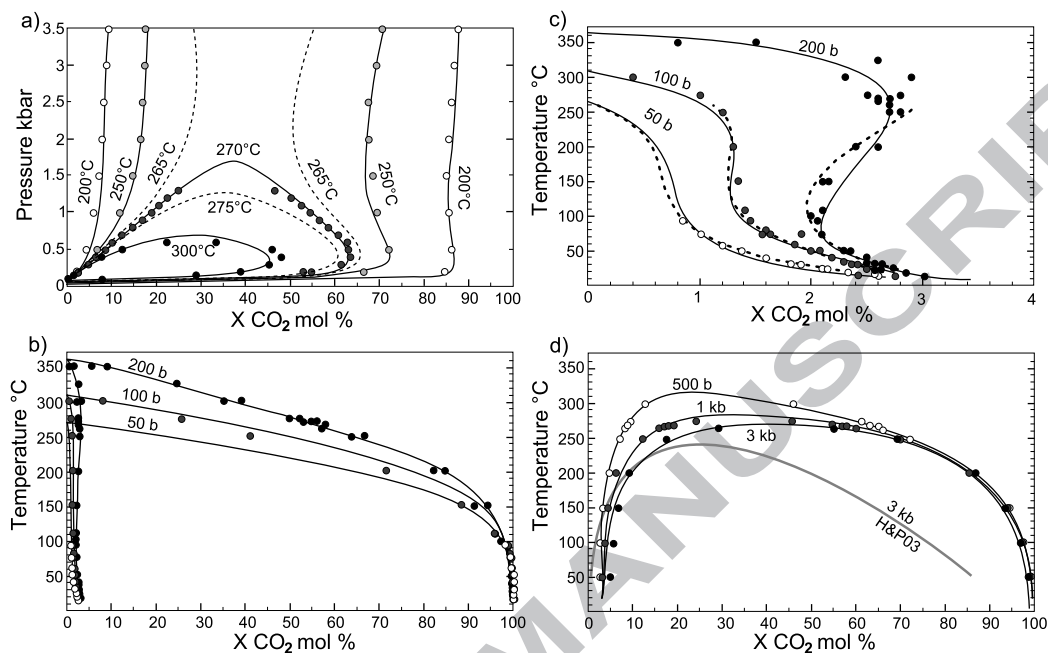 a)
3.5
3
2.5
2
1.5
1
0.5
0
Pressure kbar
200°C
250°C
265°C
270°C
275°C
300°C
265°C
250°C
200°C
0 10 20 30 40 50 60 70 80 90 100
X CO2 mol %
c)
350
300
250
200
150
100
50
Temperature °C
200 b
100 b
50 b
0 1 2 3 4
X CO2 mol %
b)
350
300
250
200
150
100
50
Temperature °C
200 b
100 b
50 b
0 10 20 30 40 50 60 70 80 90 100
X CO2 mol %
d)
350
300
250
200
150
100
50
Temperature °C
500 b
1 kb
3 kb
3 kb
H&P03
0 10 20 30 40 50 60 70 80 90 100
X CO2 mol %
MANUSCRIP